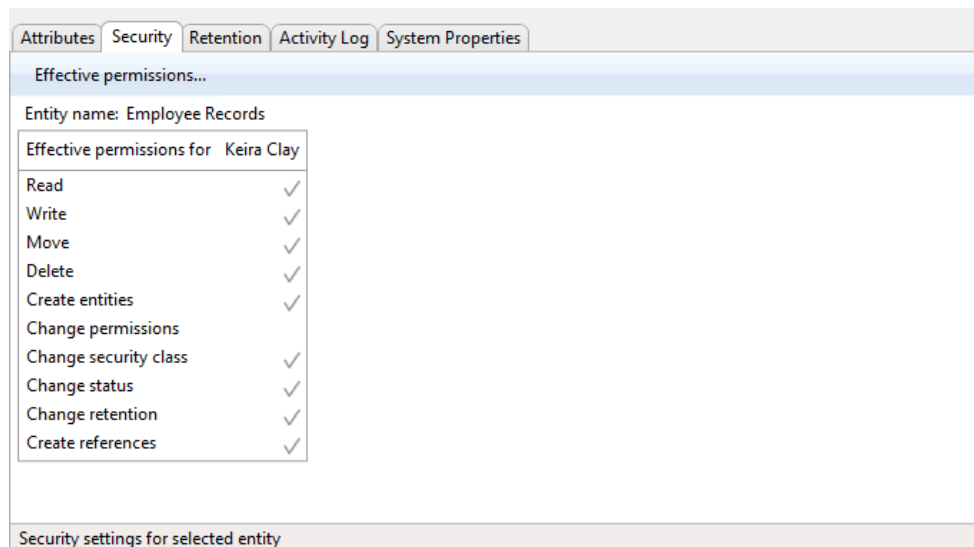 Attributes Security Retention Activity Log System Properties
Effective permissions...
Entity name: Employee Records
Effective permissions for Keira Clay
Read
Write
Move
Delete
Create entities
Change permissions
Change security class
Change status
Change retention
Create references
Security settings for selected entity